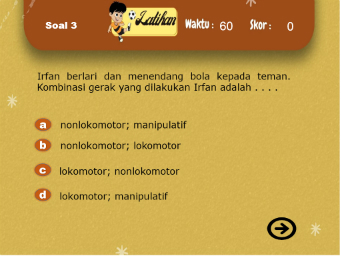 Soal 3 Latihan Waktu : 60 Skor : 0
Irfan berlari dan menendang bola kepada teman.
Kombinasi gerak yang dilakukan Irfan adalah . . . .
a nonlokomotor; manipulatif
b nonlokomotor; lokomotor
c lokomotor; nonlokomotor
d lokomotor; manipulatif